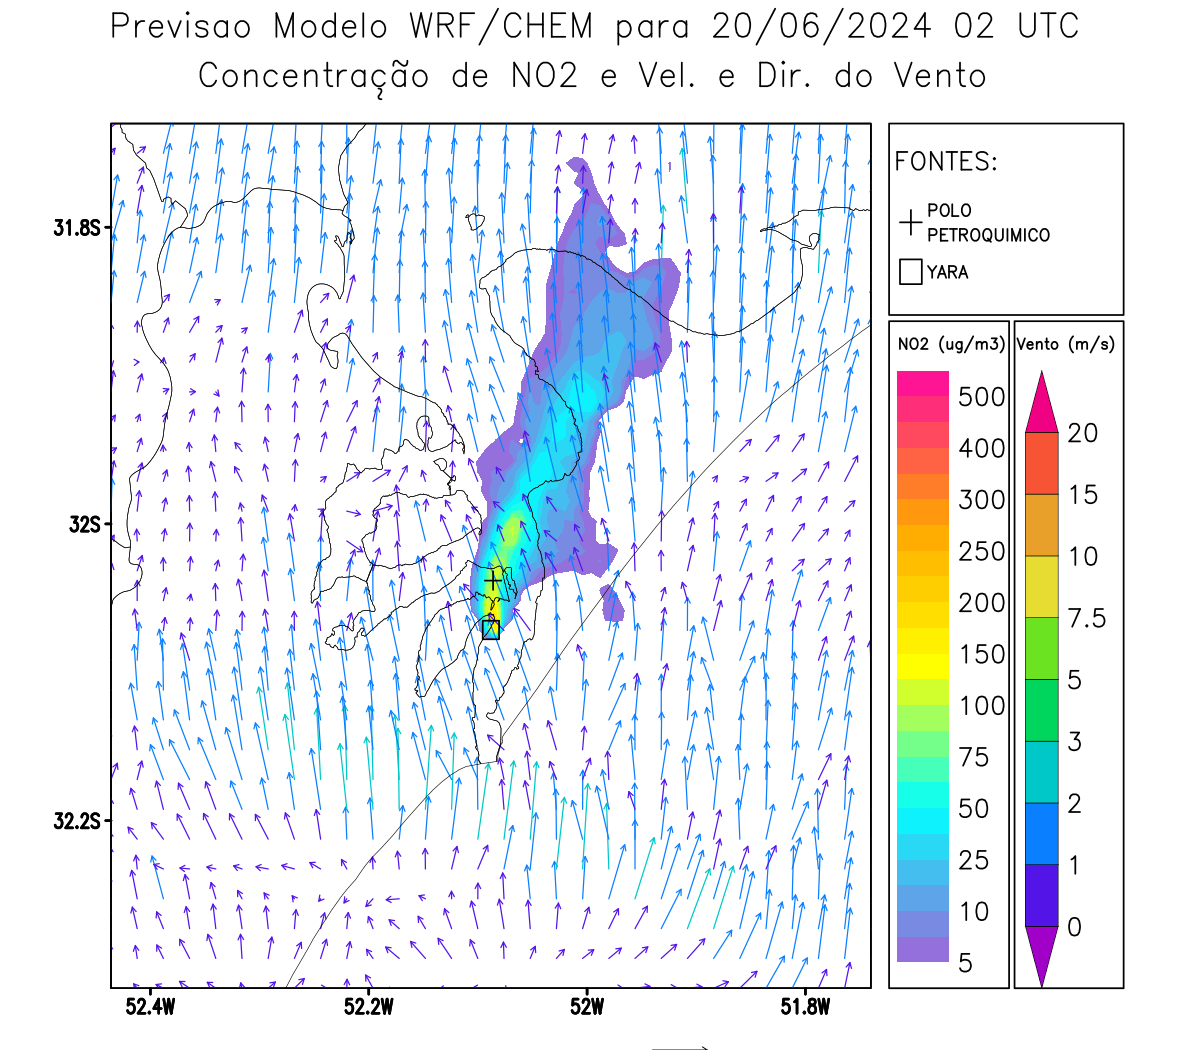 Previsao Modelo WRF/CHEM para 20/06/2024 02 UTC
Concentração de NO2 e Vel. e Dir. do Vento
FONTES:
POLO
PETROQUIMICO
YARA
NO2 (ug/m3)
500
400
300
250
200
150
100
75
50
25
10
5
Vento (m/s)
20
15
10
7.5
5
3
2
1
0
31.8S
32S
32.2S
52.4W
52.2W
52W
51.8W
1